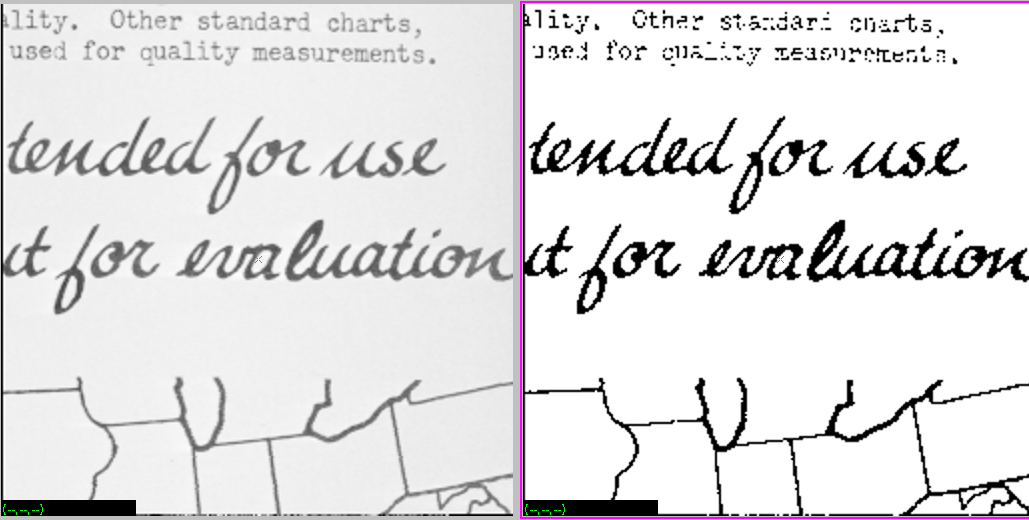 ality. Other standard charts,
used for quality measurements.
tended for use
ut for evaluation
(--,--,--)
ality. Other standard charts,
used for quality measurements.
tended for use
ut for evaluation
(--,--,--)